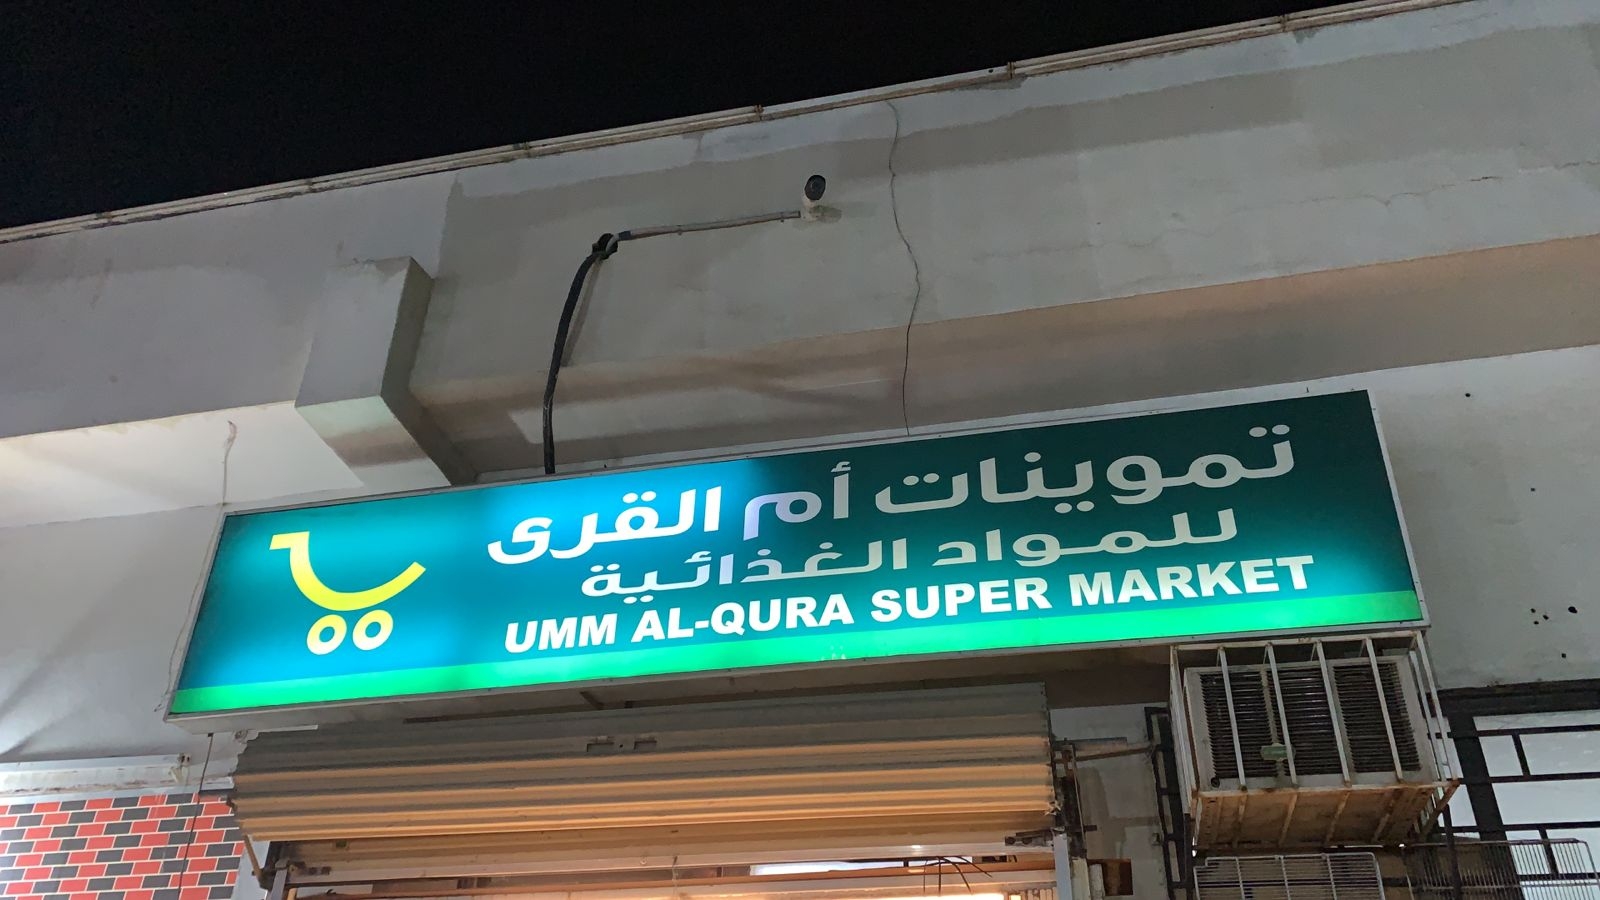 تموينات أم القرى
للمواد الغذائية
UMM AL-QURA SUPER MARKET